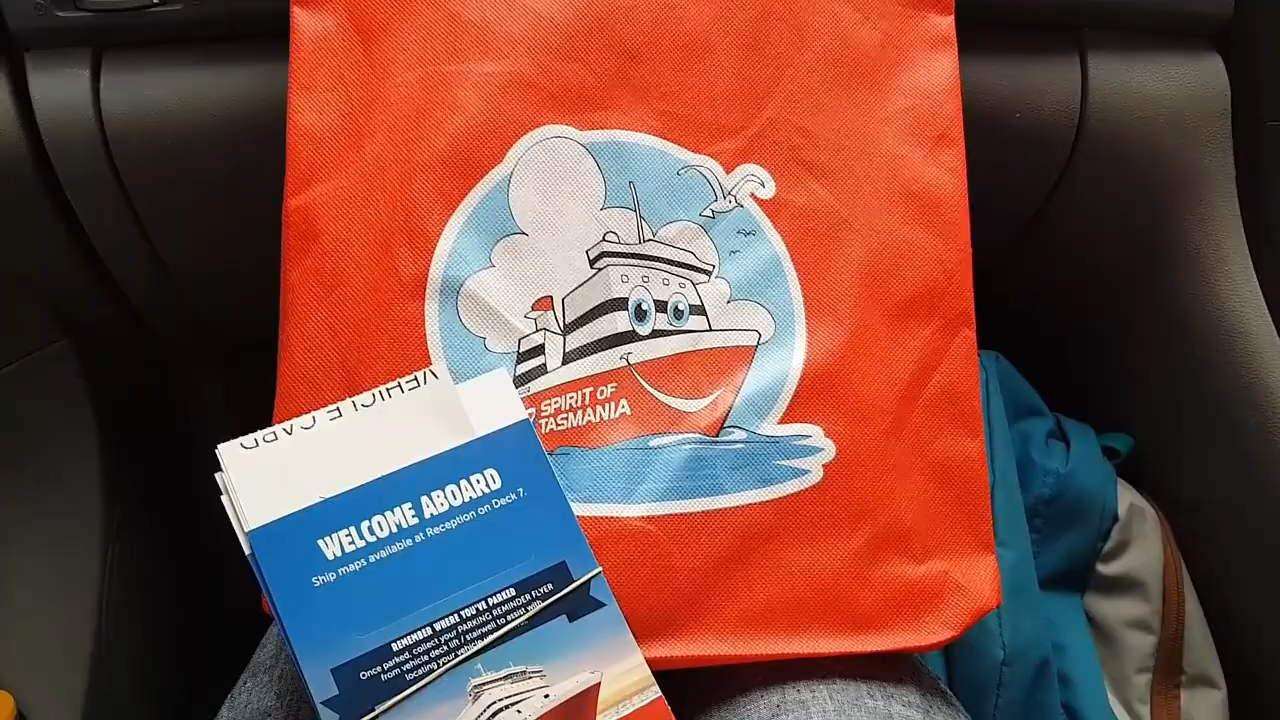 SPIRIT OF
TASMANIA
VEHICLE CARD
WELCOME ABOARD
Ship maps available at Reception on Deck 7.
REMEMBER WHERE YOU'VE PARKED
Once parked, collect your PARKING REMINDER FLYER
from vehicle deck lift / stairwell to assist with
locating your vehicle